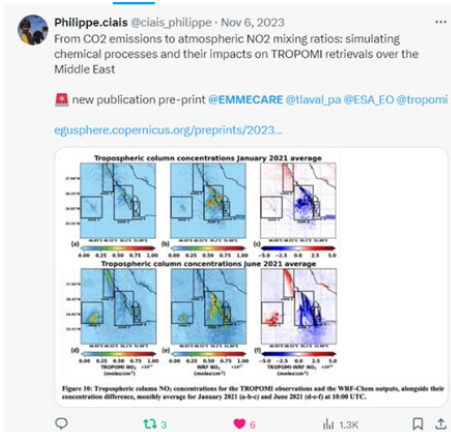 Philippe.ciais @ciais_philippe · Nov 6, 2023
From CO2 emissions to atmospheric NO2 mixing ratios: simulating
chemical processes and their impacts on TROPOMI retrievals over the
Middle East
🚨 new publication pre-print @EMMECARE @tlaval_pa @ESA_EO @tropomi
egusphere.copernicus.org/preprints/2023...
Tropospheric column concentrations January 2021 average
(a) (b) (c)
0.00 0.25 0.50 0.75 1.00 0.00 0.25 0.50 0.75 1.00 -5.0 -2.5 0.0 2.5 5.0
Tropospheric column concentrations June 2021 average
(d) (e) (f)
0.00 0.25 0.50 0.75 1.00 0.00 0.25 0.50 0.75 1.00 -5.0 -2.5 0.0 2.5 5.0
TROPOMI NO₂ WRF NO₂ TROPOMI-WRF NO₂
(moles/cm²) (moles/cm²) (moles/cm²)
Figure 10: Tropospheric column NO₂ concentrations for the TROPOMI observations and the WRF-Chem outputs, alongside their
concentration difference, monthly average for January 2021 (a-b-c) and June 2021 (d-e-f) at 10:00 UTC.
3 6 1.3K